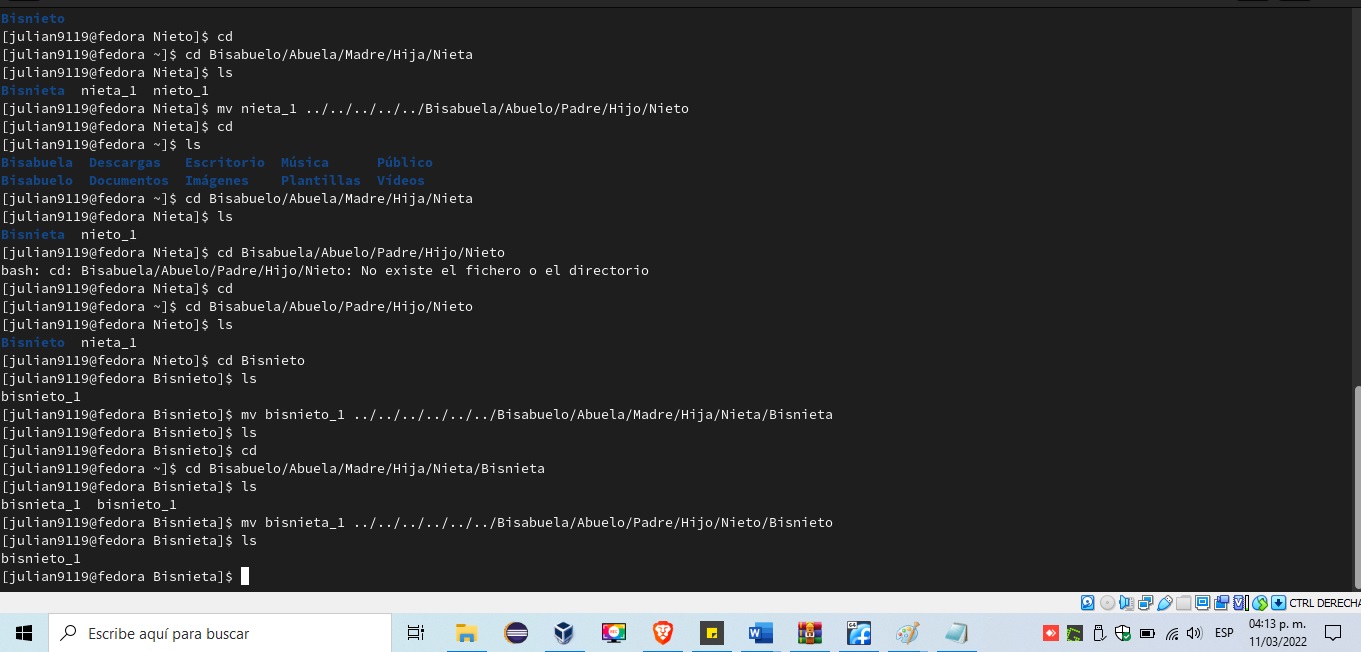 Bisnieto
[julian9119@fedora Nieto]$ cd
[julian9119@fedora ~]$ cd Bisabuelo/Abuela/Madre/Hija/Nieta
[julian9119@fedora Nieta]$ ls
Bisnieta  nieta_1  nieto_1
[julian9119@fedora Nieta]$ mv nieta_1 ../../../../../Bisabuela/Abuelo/Padre/Hijo/Nieto
[julian9119@fedora Nieta]$ cd
[julian9119@fedora ~]$ ls
Bisabuela  Descargas   Escritorio  Música      Público
Bisabuelo  Documentos  Imágenes    Plantillas  Vídeos
[julian9119@fedora ~]$ cd Bisabuelo/Abuela/Madre/Hija/Nieta
[julian9119@fedora Nieta]$ ls
Bisnieta  nieto_1
[julian9119@fedora Nieta]$ cd Bisabuela/Abuelo/Padre/Hijo/Nieto
bash: cd: Bisabuela/Abuelo/Padre/Hijo/Nieto: No existe el fichero o el directorio
[julian9119@fedora Nieta]$ cd
[julian9119@fedora ~]$ cd Bisabuela/Abuelo/Padre/Hijo/Nieto
[julian9119@fedora Nieto]$ ls
Bisnieto  nieta_1
[julian9119@fedora Nieto]$ cd Bisnieto
[julian9119@fedora Bisnieto]$ ls
bisnieto_1
[julian9119@fedora Bisnieto]$ mv bisnieto_1 ../../../../../../Bisabuelo/Abuela/Madre/Hija/Nieta/Bisnieta
[julian9119@fedora Bisnieto]$ ls
[julian9119@fedora Bisnieto]$ cd
[julian9119@fedora ~]$ cd Bisabuelo/Abuela/Madre/Hija/Nieta/Bisnieta
[julian9119@fedora Bisnieta]$ ls
bisnieta_1  bisnieto_1
[julian9119@fedora Bisnieta]$ mv bisnieta_1 ../../../../../../Bisabuela/Abuelo/Padre/Hijo/Nieto/Bisnieto
[julian9119@fedora Bisnieta]$ ls
bisnieto_1
[julian9119@fedora Bisnieta]$
CTRL DERECHA
Escribe aquí para buscar
ESP
04:13 p. m.
11/03/2022